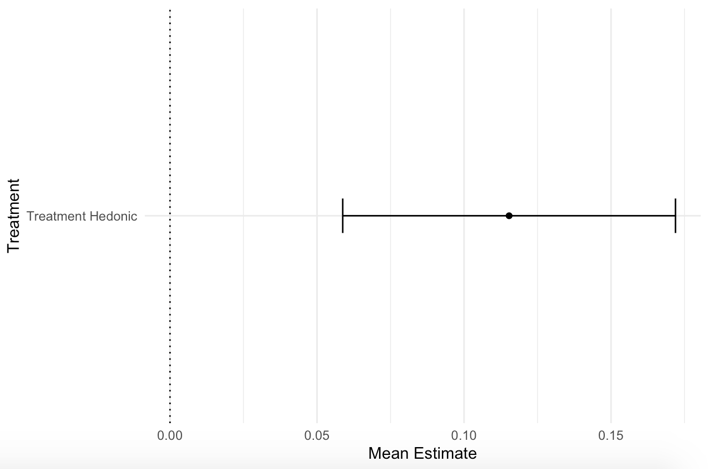 Treatment
Treatment Hedonic
0.00 0.05 0.10 0.15
Mean Estimate